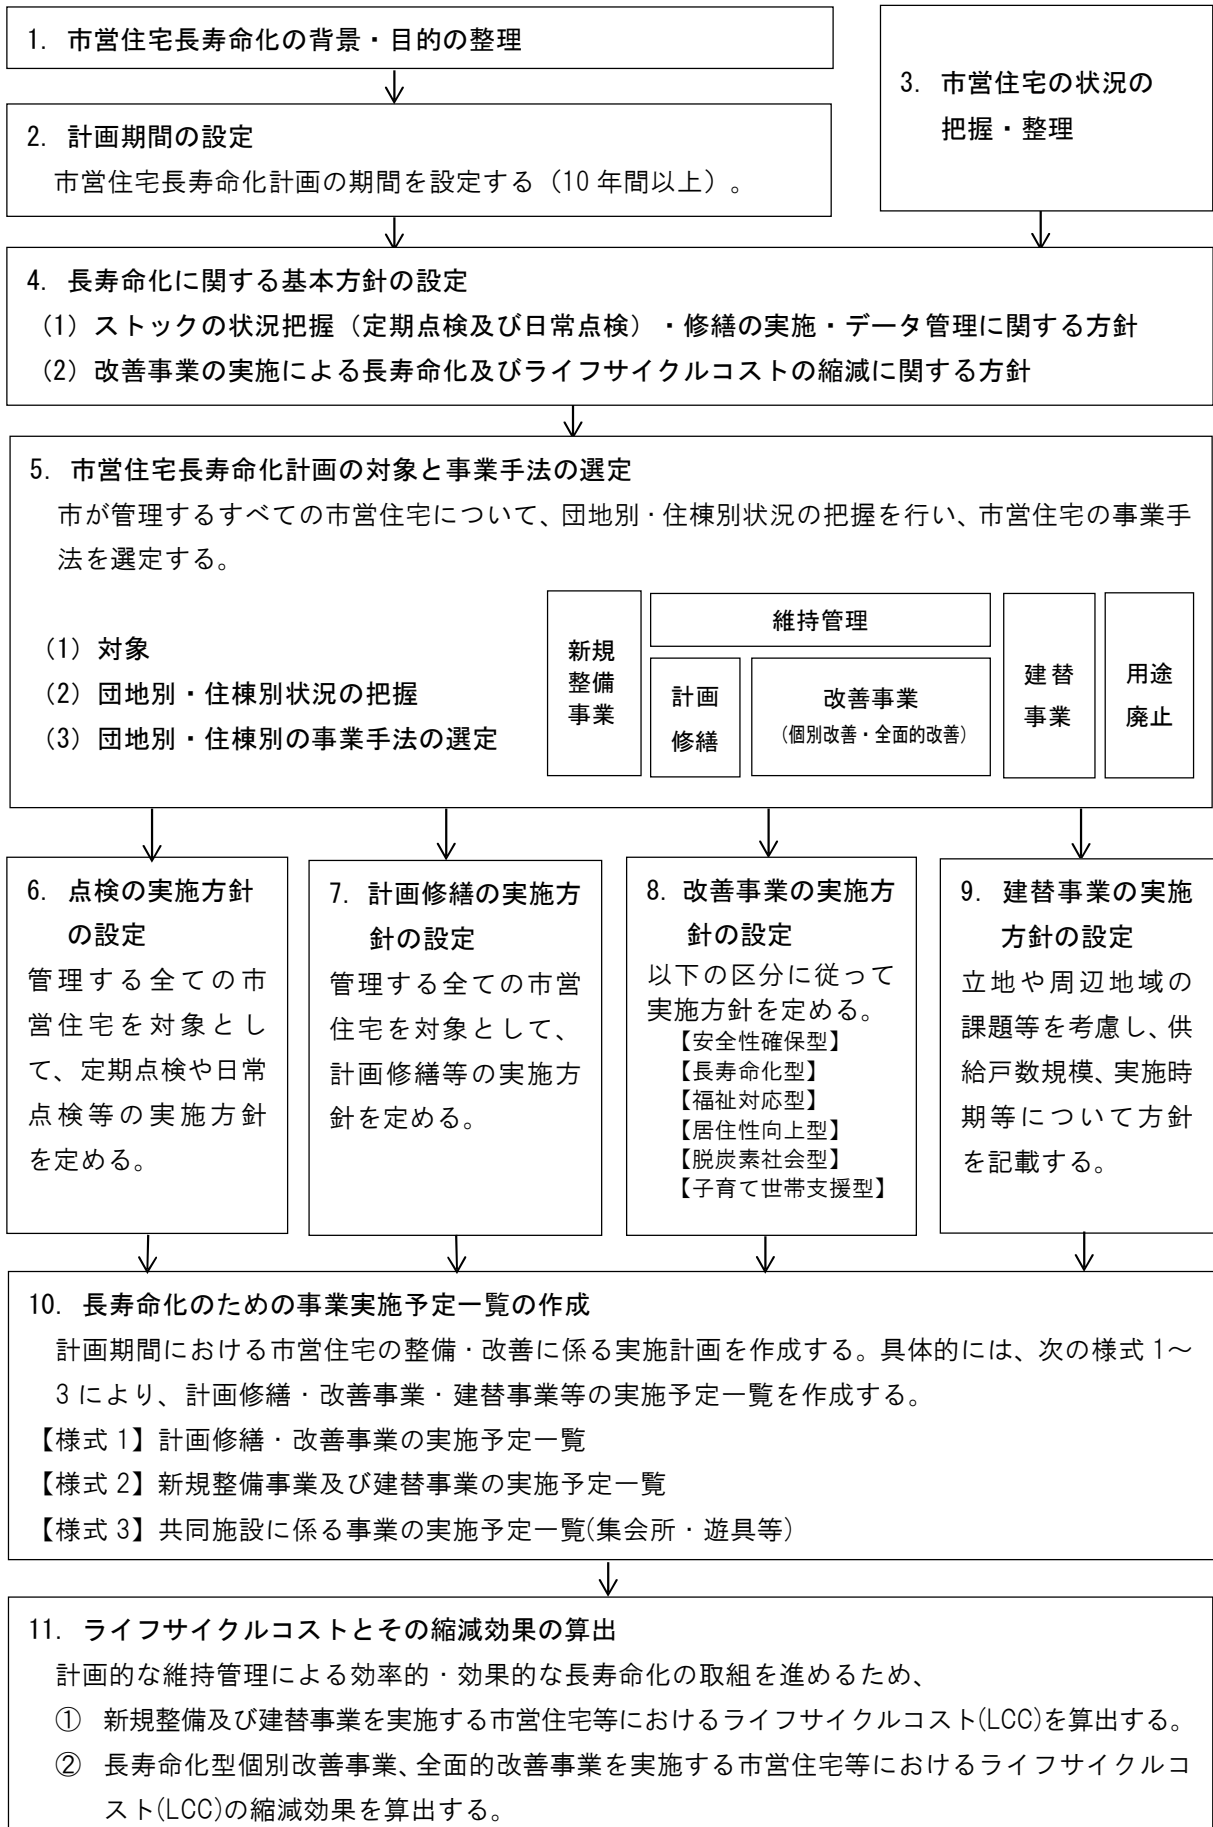 1. 市営住宅長寿命化の背景・目的の整理
2. 計画期間の設定
市営住宅長寿命化計画の期間を設定する（10年間以上）。
3. 市営住宅の状況の
把握・整理
4. 長寿命化に関する基本方針の設定
（1）ストックの状況把握（定期点検及び日常点検）・修繕の実施・データ管理に関する方針
（2）改善事業の実施による長寿命化及びライフサイクルコストの縮減に関する方針
5. 市営住宅長寿命化計画の対象と事業手法の選定
市が管理するすべての市営住宅について、団地別・住棟別状況の把握を行い、市営住宅の事業手
法を選定する。
（1）対象
（2）団地別・住棟別状況の把握
（3）団地別・住棟別の事業手法の選定
新規
整備
事業
維持管理
計画
修繕
改善事業
（個別改善・全面的改善）
建替
事業
用途
廃止
6. 点検の実施方針
の設定
管理する全ての市
営住宅を対象とし
て、定期点検や日常
点検等の実施方針
を定める。
7. 計画修繕の実施方
針の設定
管理する全ての市営
住宅を対象として、
計画修繕等の実施方
針を定める。
8. 改善事業の実施方
針の設定
以下の区分に従って
実施方針を定める。
【安全性確保型】
【長寿命化型】
【福祉対応型】
【居住性向上型】
【脱炭素社会型】
【子育て世帯支援型】
9. 建替事業の実施
方針の設定
立地や周辺地域の
課題等を考慮し、供
給戸数規模、実施時
期等について方針
を記載する。
10. 長寿命化のための事業実施予定一覧の作成
計画期間における市営住宅の整備・改善に係る実施計画を作成する。具体的には、次の様式1～
3により、計画修繕・改善事業・建替事業等の実施予定一覧を作成する。
【様式1】計画修繕・改善事業の実施予定一覧
【様式2】新規整備事業及び建替事業の実施予定一覧
【様式3】共同施設に係る事業の実施予定一覧(集会所・遊具等)
11. ライフサイクルコストとその縮減効果の算出
計画的な維持管理による効率的・効果的な長寿命化の取組を進めるため、
① 新規整備及び建替事業を実施する市営住宅等におけるライフサイクルコスト(LCC)を算出する。
② 長寿命化型個別改善事業、全面的改善事業を実施する市営住宅等におけるライフサイクルコ
スト(LCC)の縮減効果を算出する。